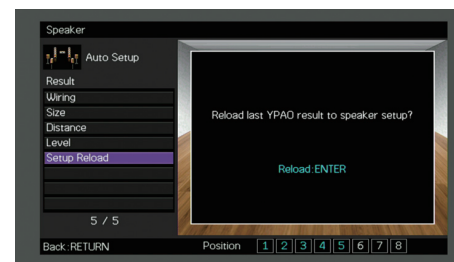 Speaker
Auto Setup
Result
Wiring
Size
Distance
Level
Setup Reload
5 / 5
Reload last YPAO result to speaker setup?
Reload:ENTER
Back:RETURN
Position 1 2 3 4 5 6 7 8